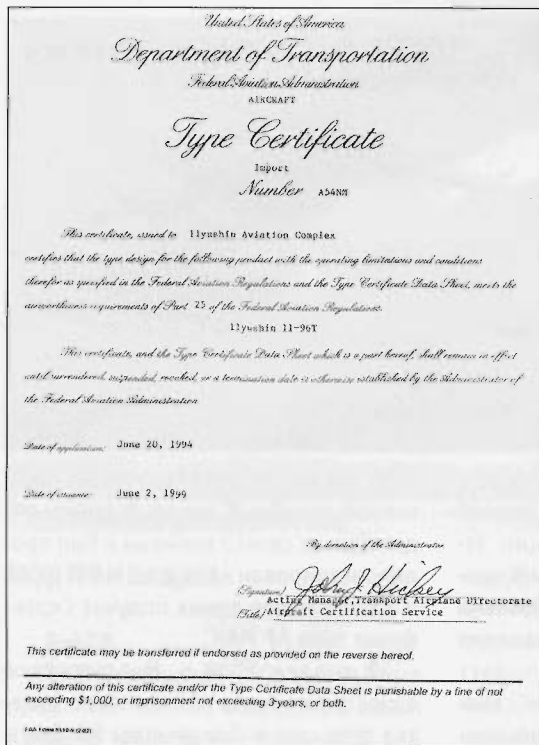 United States of America
Department of Transportation
Federal Aviation Administration
AIRCRAFT
Type Certificate
Import
Number A54NM
This certificate, issued to Ilyushin Aviation Complex
certifies that the type design for the following product with the operating limitations and conditions
therefor as specified in the Federal Aviation Regulations and the Type Certificate Data Sheet, meets the
airworthiness requirements of Part 25 of the Federal Aviation Regulations.
Ilyushin Il-96T
This certificate, and the Type Certificate Data Sheet which is a part hereof, shall remain in effect
until surrendered, suspended, revoked, or a termination date is otherwise established by the Administrator of
the Federal Aviation Administration
Date of application: June 20, 1994
Date of issuance: June 2, 1999
By direction of the Administrator
(Signature) John J. Hickey
Acting Manager, Transport Airplane Directorate
(Title) Aircraft Certification Service
This certificate may be transferred if endorsed as provided on the reverse hereof.
Any alteration of this certificate and/or the Type Certificate Data Sheet is punishable by a fine of not
exceeding $1,000, or imprisonment not exceeding 3 years, or both.
FAA Form 8110-9 (2-82)